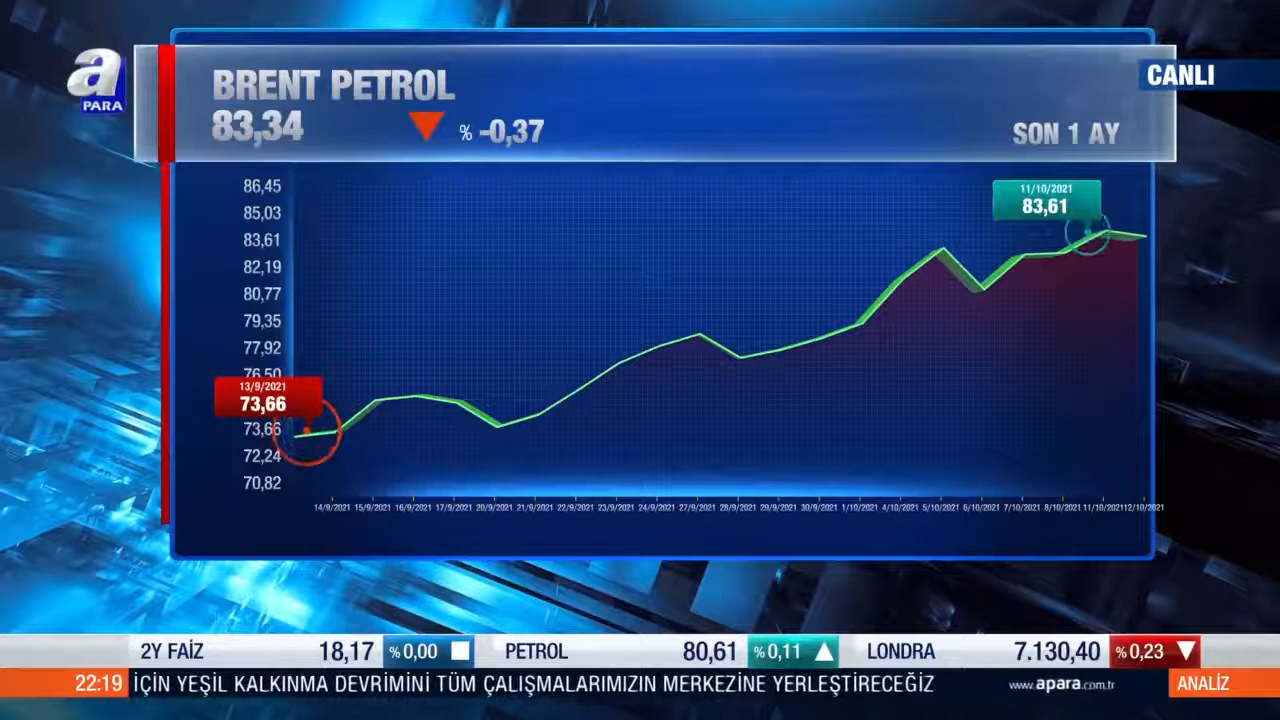 a
PARA
BRENT PETROL
CANLI
83,34 % -0,37
SON 1 AY
86,45
85,03
83,61
82,19
80,77
79,35
77,92
76,50
73,66
72,24
70,82
11/10/2021
83,61
13/9/2021
73,66
14/9/2021 15/9/2021 16/9/2021 17/9/2021 20/9/2021 21/9/2021 22/9/2021 23/9/2021 24/9/2021 27/9/2021 28/9/2021 29/9/2021 30/9/2021 1/10/2021 4/10/2021 5/10/2021 6/10/2021 7/10/2021 8/10/2021 11/10/2021 12/10/2021
2Y FAİZ 18,17 %0,00 PETROL 80,61 %0,11 LONDRA 7.130,40 %0,23
22:19 İÇİN YEŞİL KALKINMA DEVRİMİNİ TÜM ÇALIŞMALARIMIZIN MERKEZİNE YERLEŞTİRECEĞİZ www.apara.com.tr ANALİZ